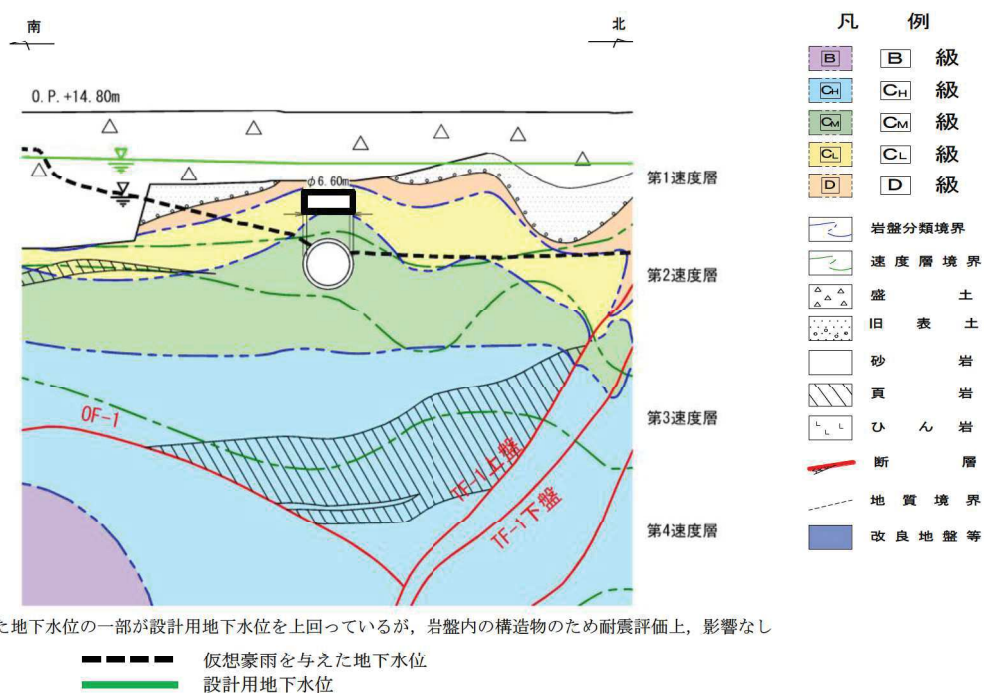 南
北
O.P.+14.80m
φ6.60m
第1速度層
第2速度層
第3速度層
第4速度層
OF-1
TF-1上盤
TF-1下盤
凡 例
B B 級
CH CH 級
CM CM 級
CL CL 級
D D 級
岩盤分類境界
速度層境界
盛 土
旧 表 土
砂 岩
頁 岩
ひ ん 岩
断 層
地 質 境 界
改 良 地 盤 等
た地下水位の一部が設計用地下水位を上回っているが，岩盤内の構造物のため耐震評価上，影響なし
仮想豪雨を与えた地下水位
設計用地下水位